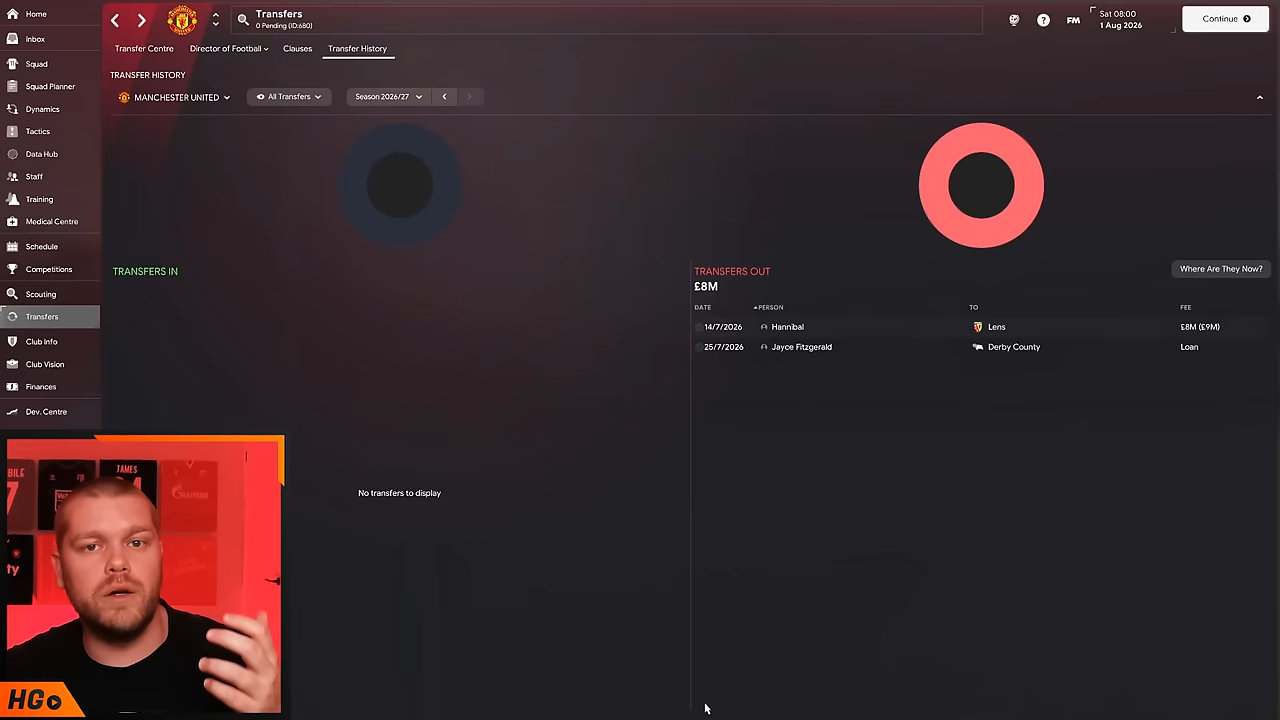 Home
Inbox
Squad
Squad Planner
Dynamics
Tactics
Data Hub
Staff
Training
Medical Centre
Schedule
Competitions
Scouting
Transfers
Club Info
Club Vision
Finances
Dev. Centre
Transfers
0 Pending (ID:680)
FM
Sat 08:00
1 Aug 2026
Continue
Transfer Centre Director of Football Clauses Transfer History
TRANSFER HISTORY
MANCHESTER UNITED All Transfers Season 2026/27
TRANSFERS IN
No transfers to display
TRANSFERS OUT
Where Are They Now?
£8M
DATE PERSON TO FEE
14/7/2026 Hannibal Lens £8M (£9M)
25/7/2026 Jayce Fitzgerald Derby County Loan
BILE
7
JAMES
HGo